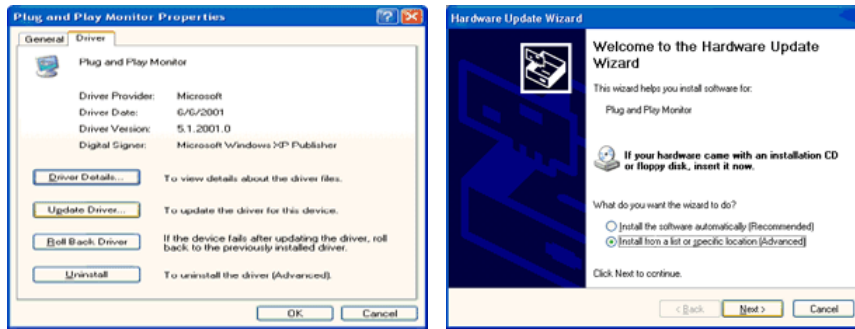 Plug and Play Monitor Properties
General Driver
Plug and Play Monitor
Driver Provider: Microsoft
Driver Date: 6/6/2001
Driver Version: 5.1.2001.0
Digital Signer: Microsoft Windows XP Publisher
Driver Details... To view details about the driver files.
Update Driver... To update the driver for this device.
Roll Back Driver If the device fails after updating the driver, roll
back to the previously installed driver.
Uninstall To uninstall the driver (Advanced).
OK Cancel
Hardware Update Wizard
Welcome to the Hardware Update
Wizard
This wizard helps you install software for:
Plug and Play Monitor
If your hardware came with an installation CD
or floppy disk, insert it now.
What do you want the wizard to do?
Install the software automatically (Recommended)
Install from a list or specific location (Advanced)
Click Next to continue.
< Back Next > Cancel